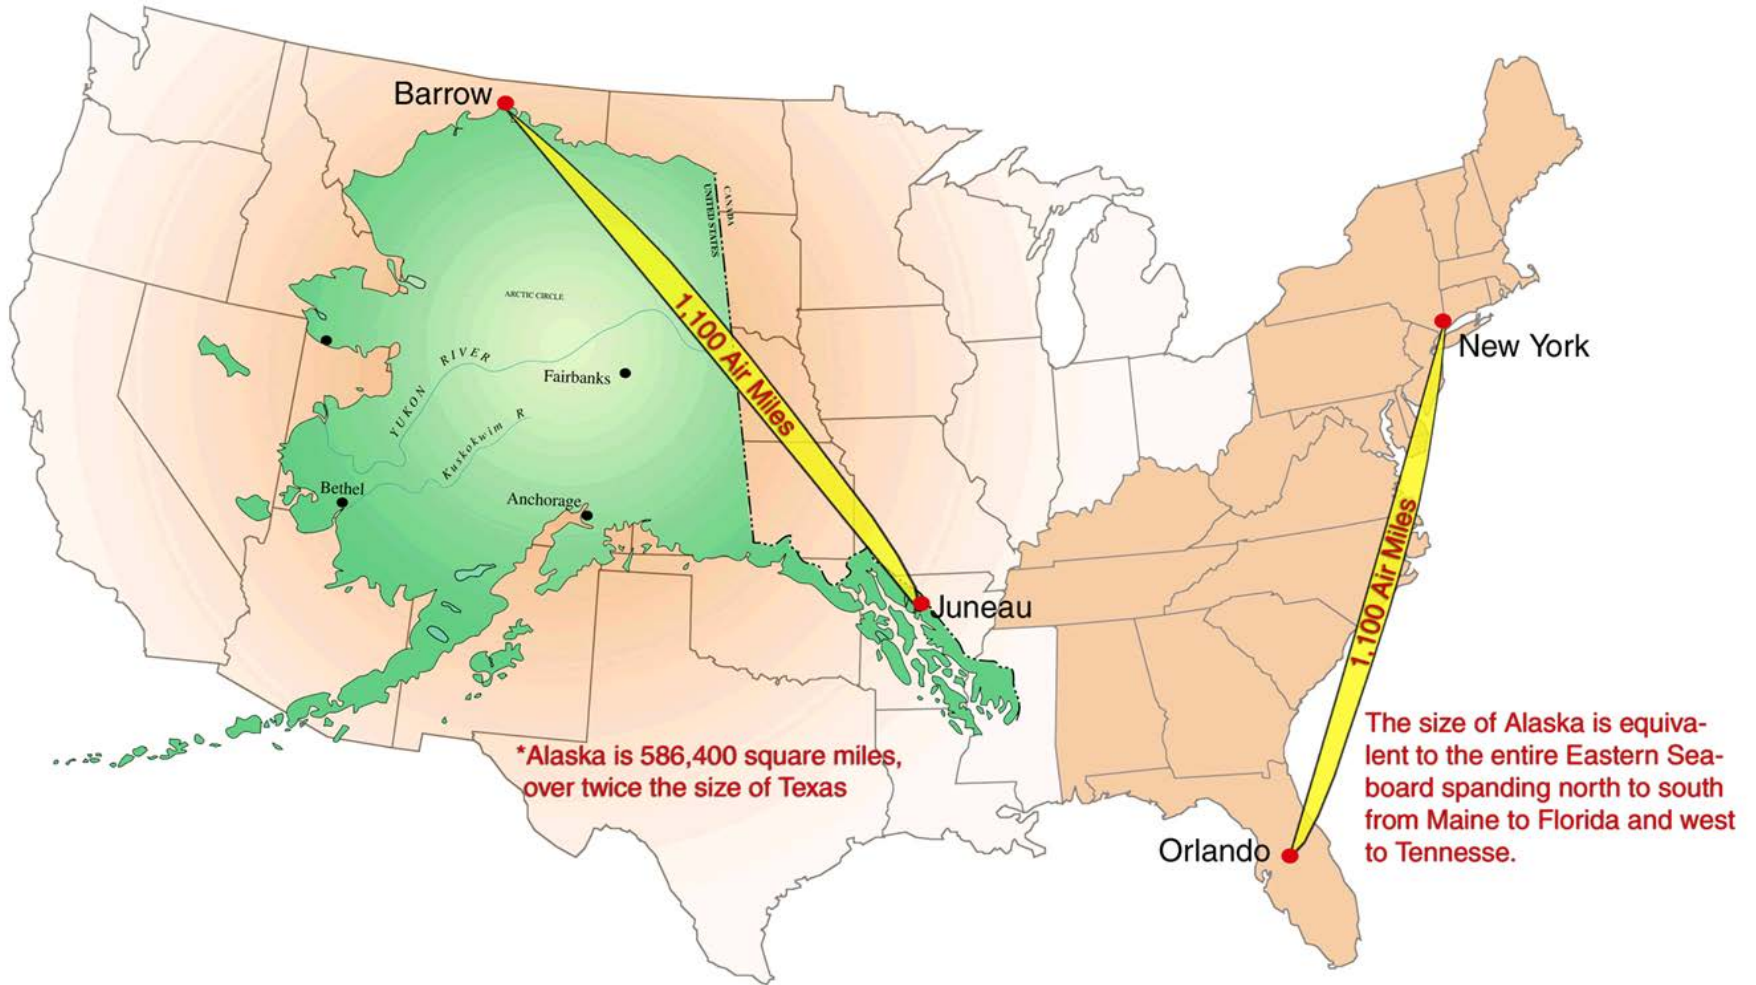 Barrow
CANADA
UNITED STATES
ARCTIC CIRCLE
1,100 Air Miles
New York
YUKON RIVER
Fairbanks
Kuskokwim R
Bethel
Anchorage
1,100 Air Miles
Juneau
*Alaska is 586,400 square miles,
over twice the size of Texas
The size of Alaska is equiva-
lent to the entire Eastern Sea-
board spanding north to south
from Maine to Florida and west
to Tennesse.
Orlando